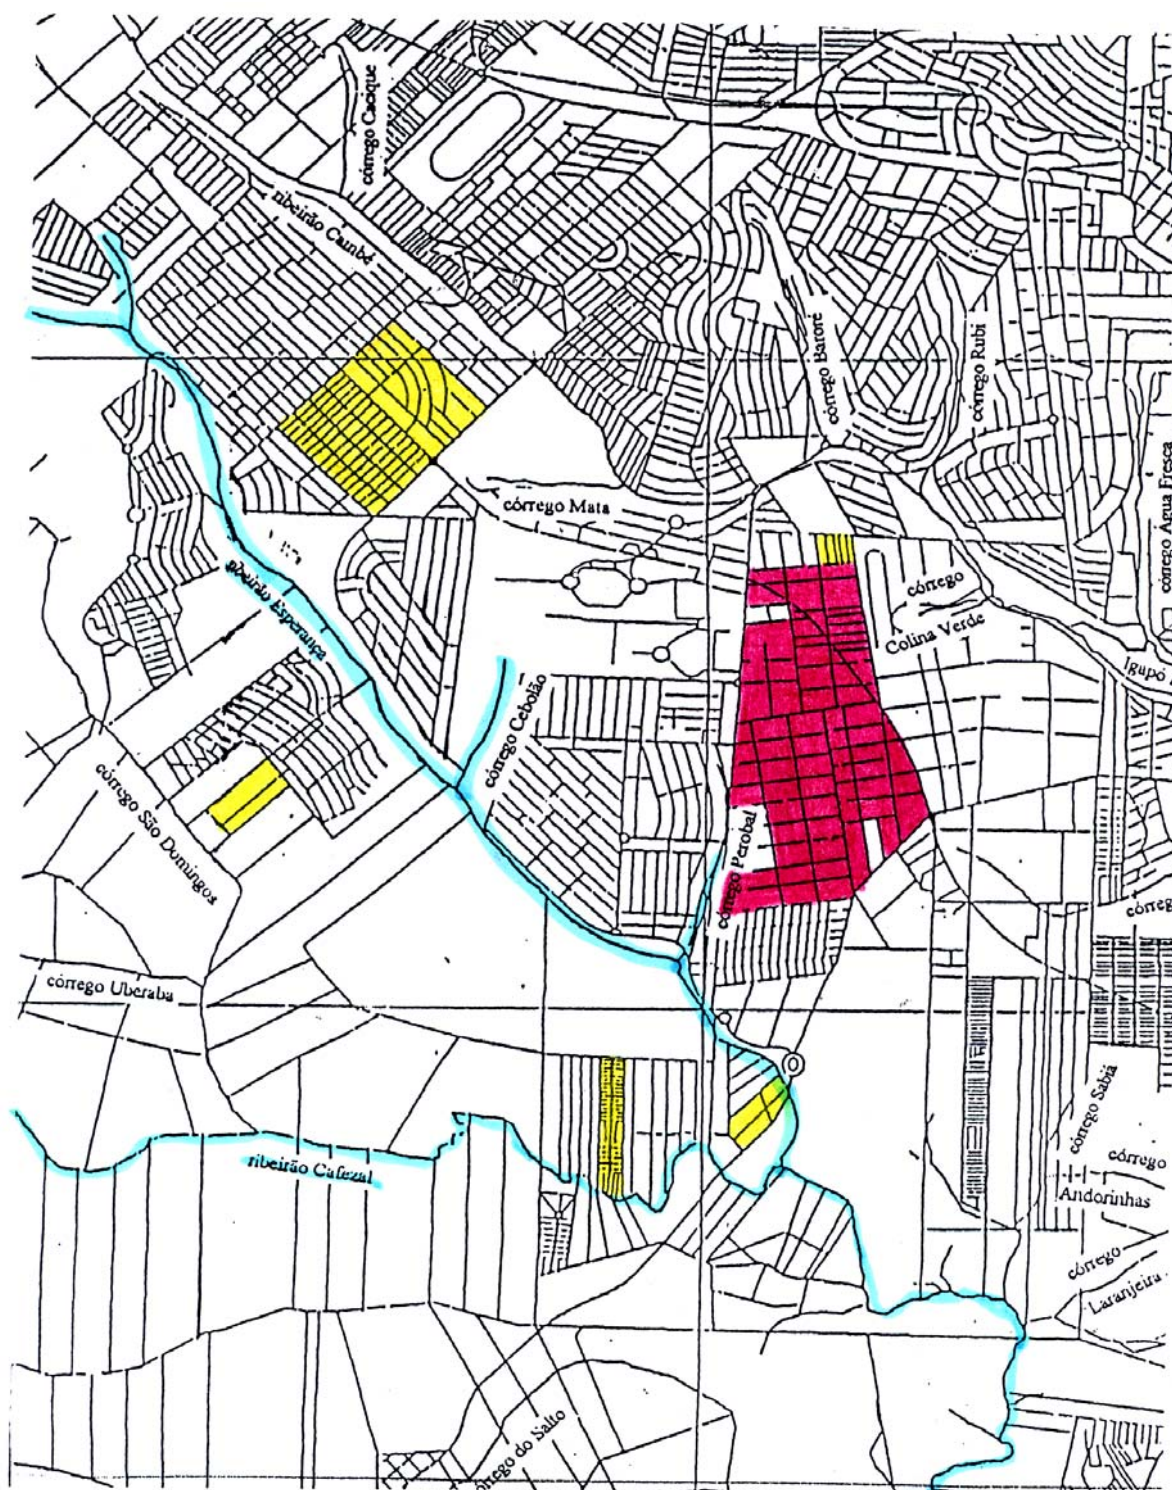 córrego Cacique
ribeirão Cambé
córrego Baroré
córrego Rubi
córrego Água Fresca
córrego Mata
ribeirão Esperança
córrego
Colina Verde
Igapó
córrego Cebolão
córrego São Domingos
córrego Perobal
córrego Uberaba
córreg
córrego Sabiá
córrego
Andorinhas
ribeirão Cafezal
córrego
Laranjeira
córrego do Salto